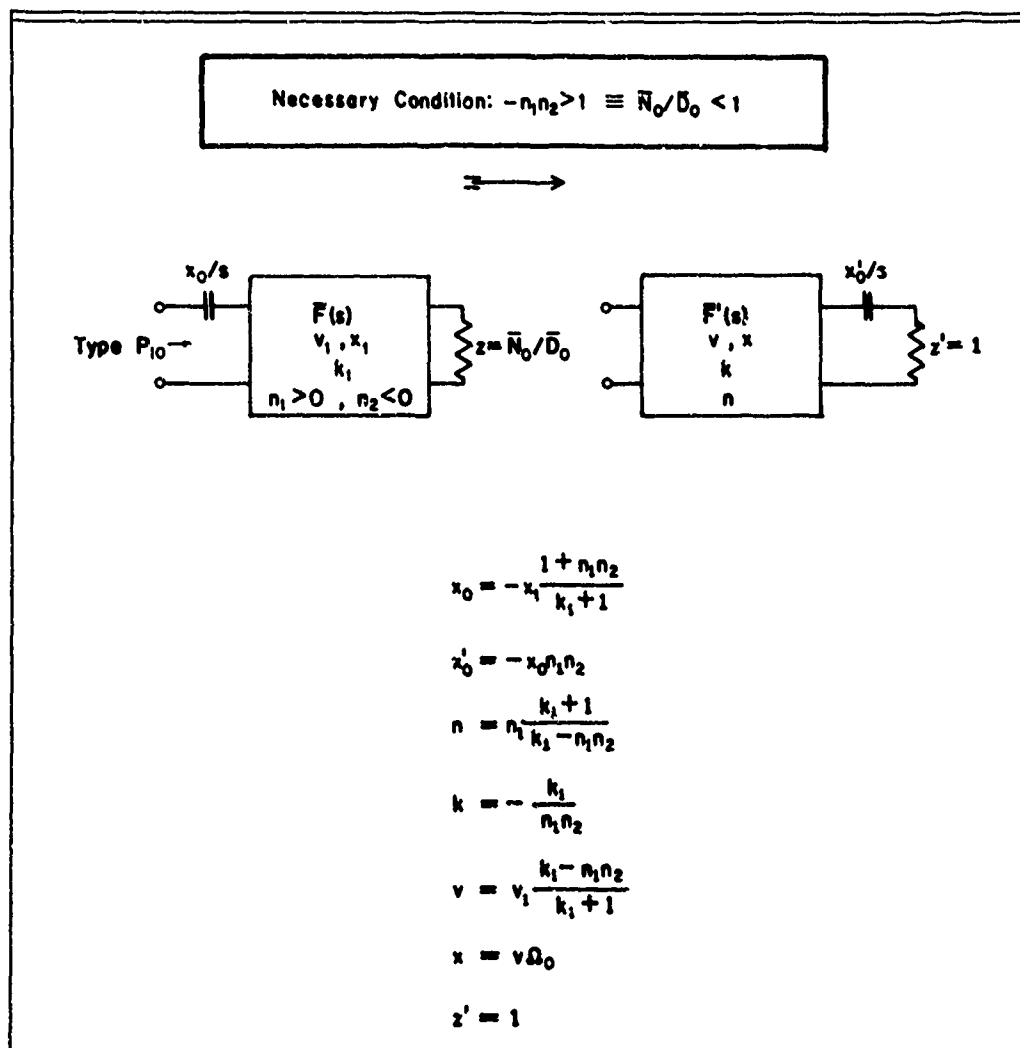 Necessary Condition: -n₁n₂>1 ≡ N̅₀/D̅₀ < 1
x₀/s
Type P₁₀→
F̅(s)
v₁ , x₁
k₁
n₁>0 , n₂<0
z=N̅₀/D̅₀
x₀'/s
F̅'(s)
v , x
k
n
z'= 1
x₀ = -x₁ (1 + n₁n₂)/(k₁ + 1)
x₀' = -x₀n₁n₂
n = n₁ (k₁ + 1)/(k₁ - n₁n₂)
k = - k₁/(n₁n₂)
v = v₁ (k₁ - n₁n₂)/(k₁ + 1)
x = vΩ₀
z' = 1